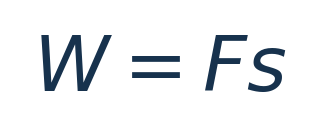 W = Fs